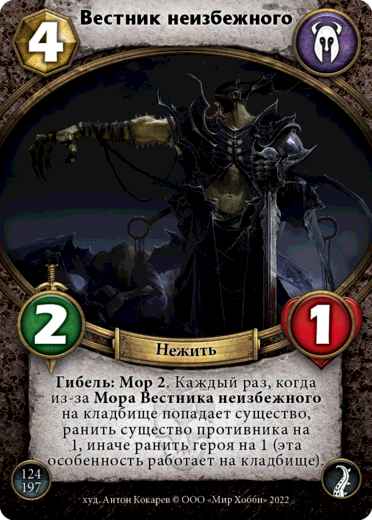 Вестник неизбежного
4
2
1
Нежить
Гибель: Мор 2. Каждый раз, когда
из-за Мора Вестника неизбежного
на кладбище попадает существо,
ранить существо противника на
1, иначе ранить героя на 1 (эта
особенность работает на кладбище).
124
197
худ. Антон Кокарев © ООО «Мир Хобби» 2022